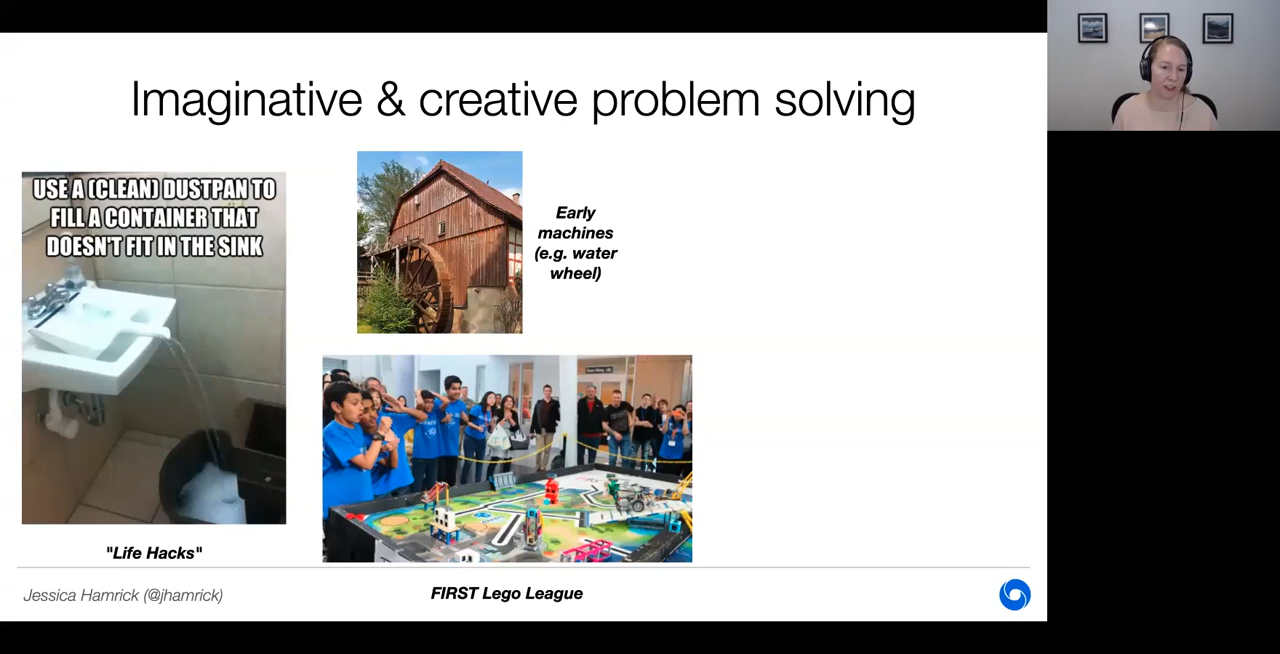 Imaginative & creative problem solving
USE A (CLEAN) DUSTPAN TO
FILL A CONTAINER THAT
DOESN'T FIT IN THE SINK
Early
machines
(e.g. water
wheel)
"Life Hacks"
FIRST Lego League
Jessica Hamrick (@jhamrick)